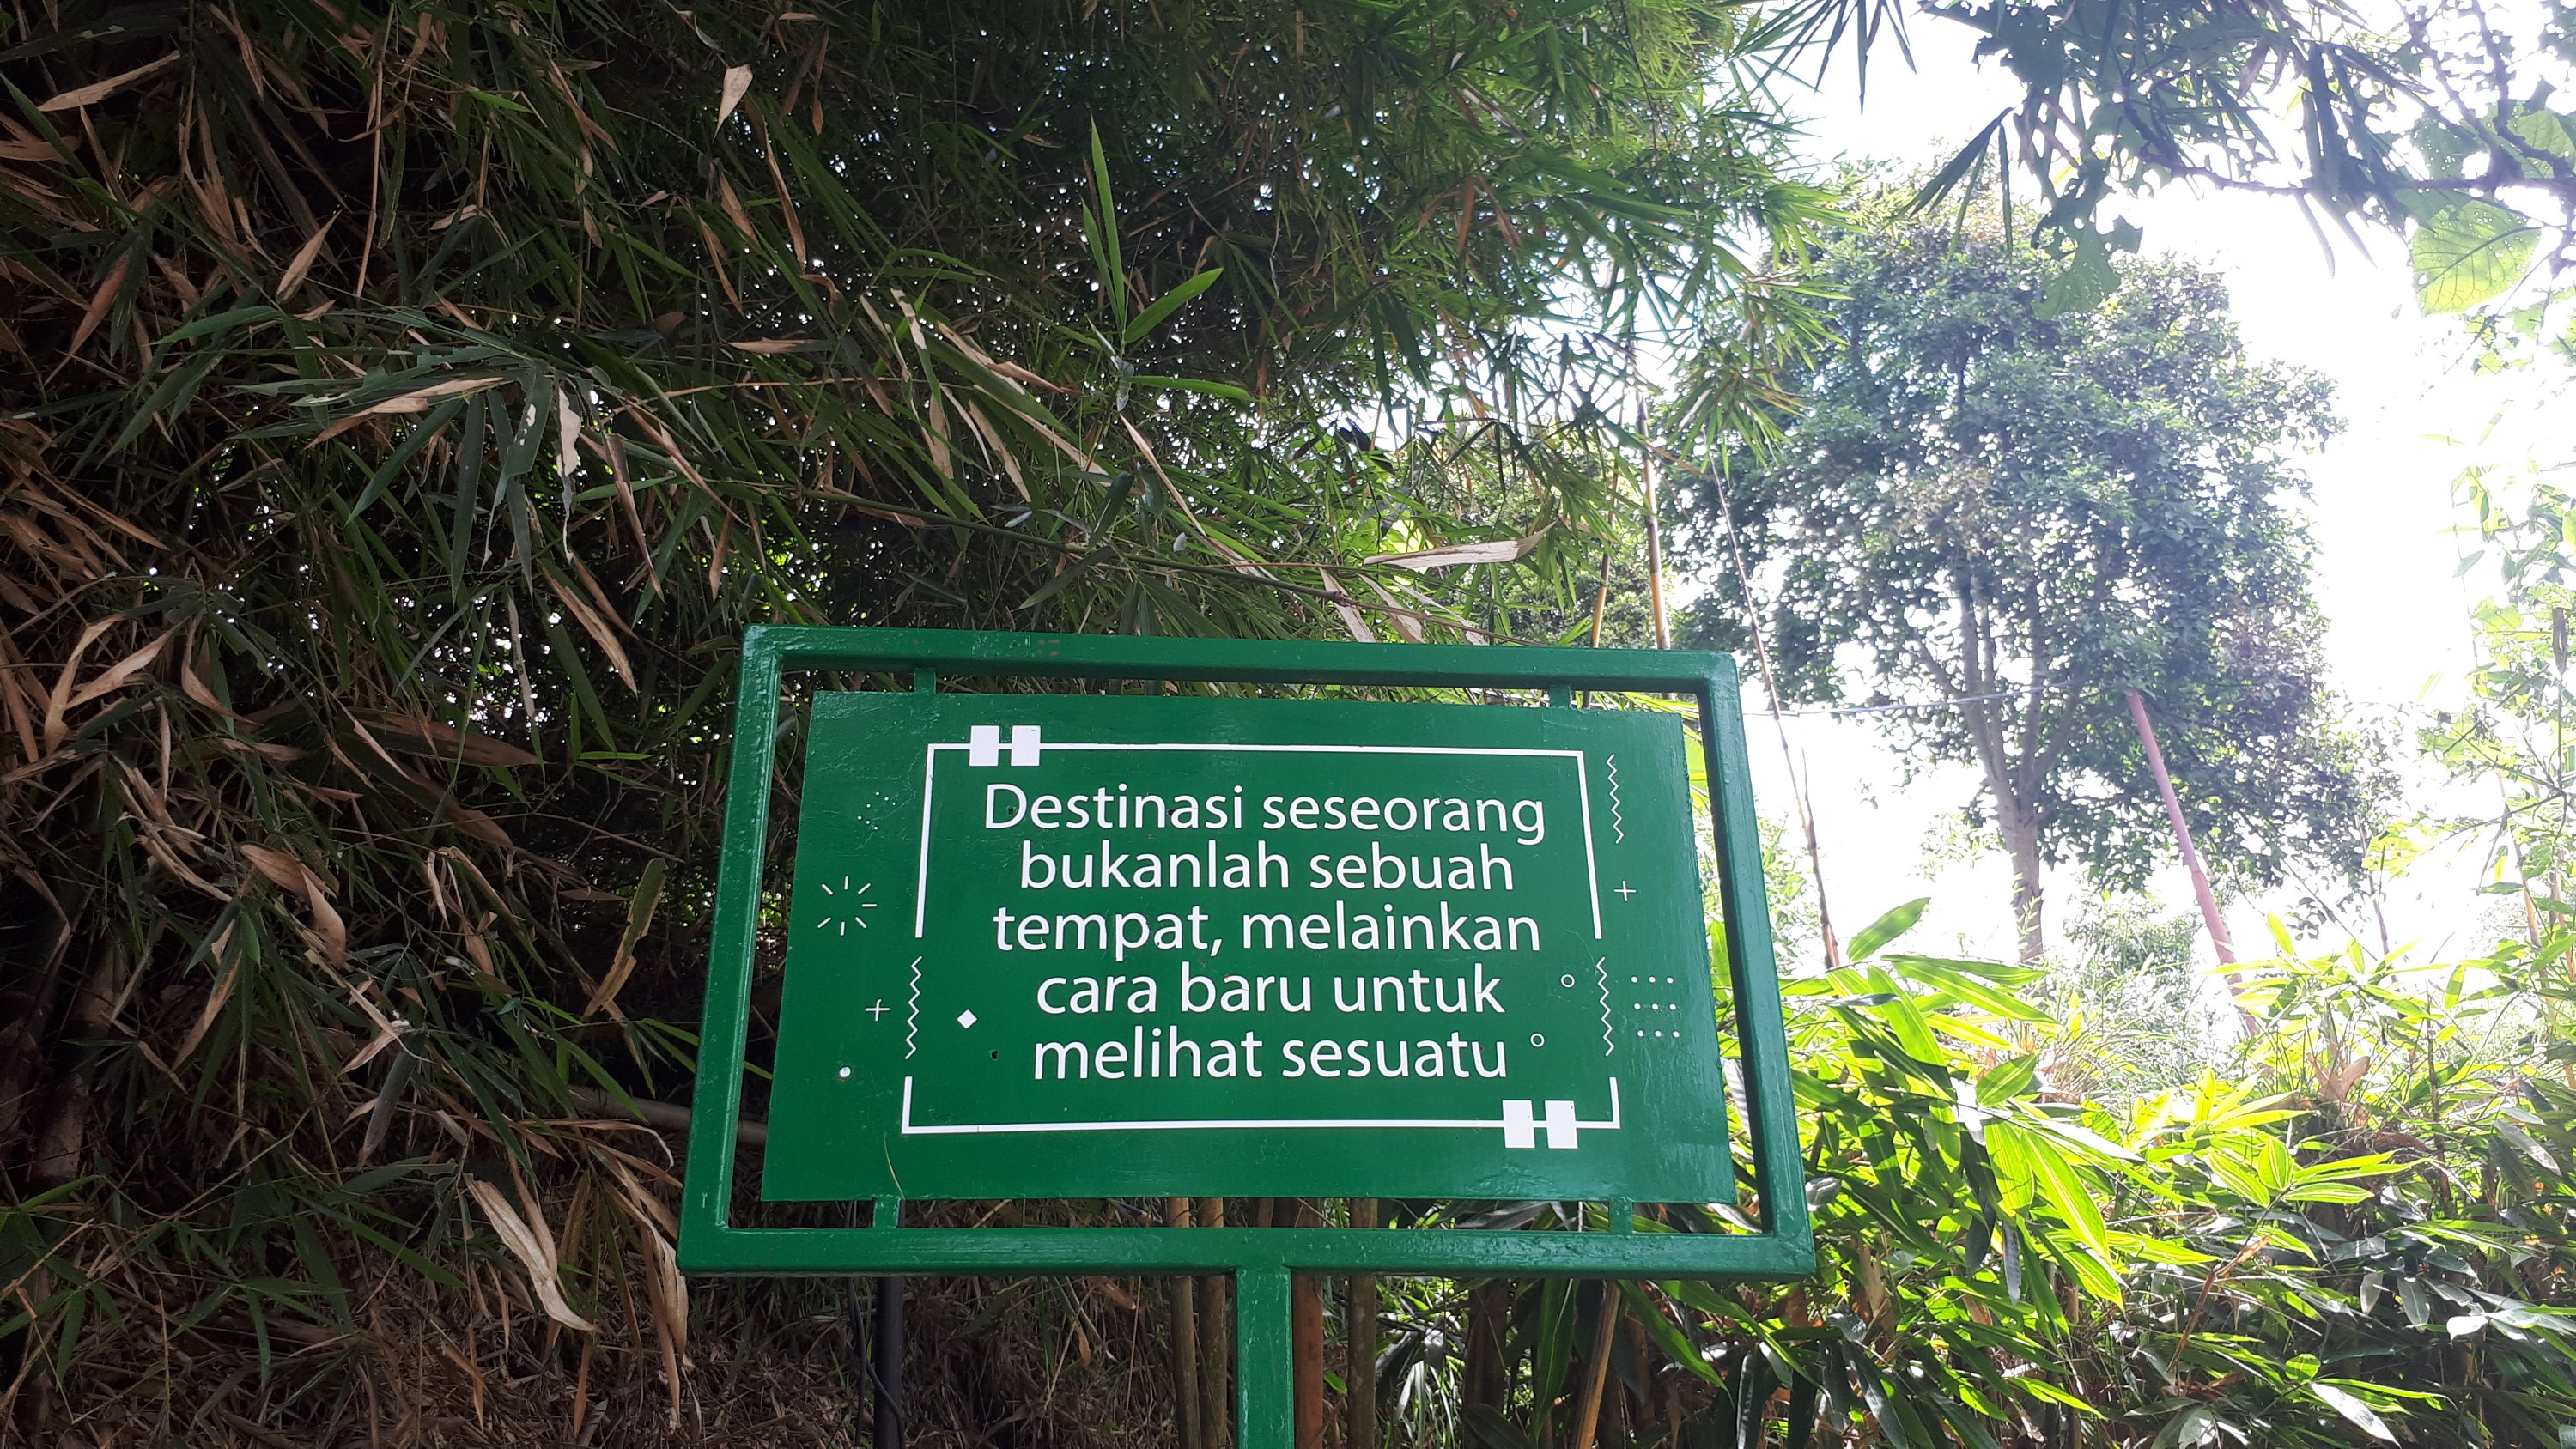 Destinasi seseorang
bukanlah sebuah
tempat, melainkan
cara baru untuk
melihat sesuatu